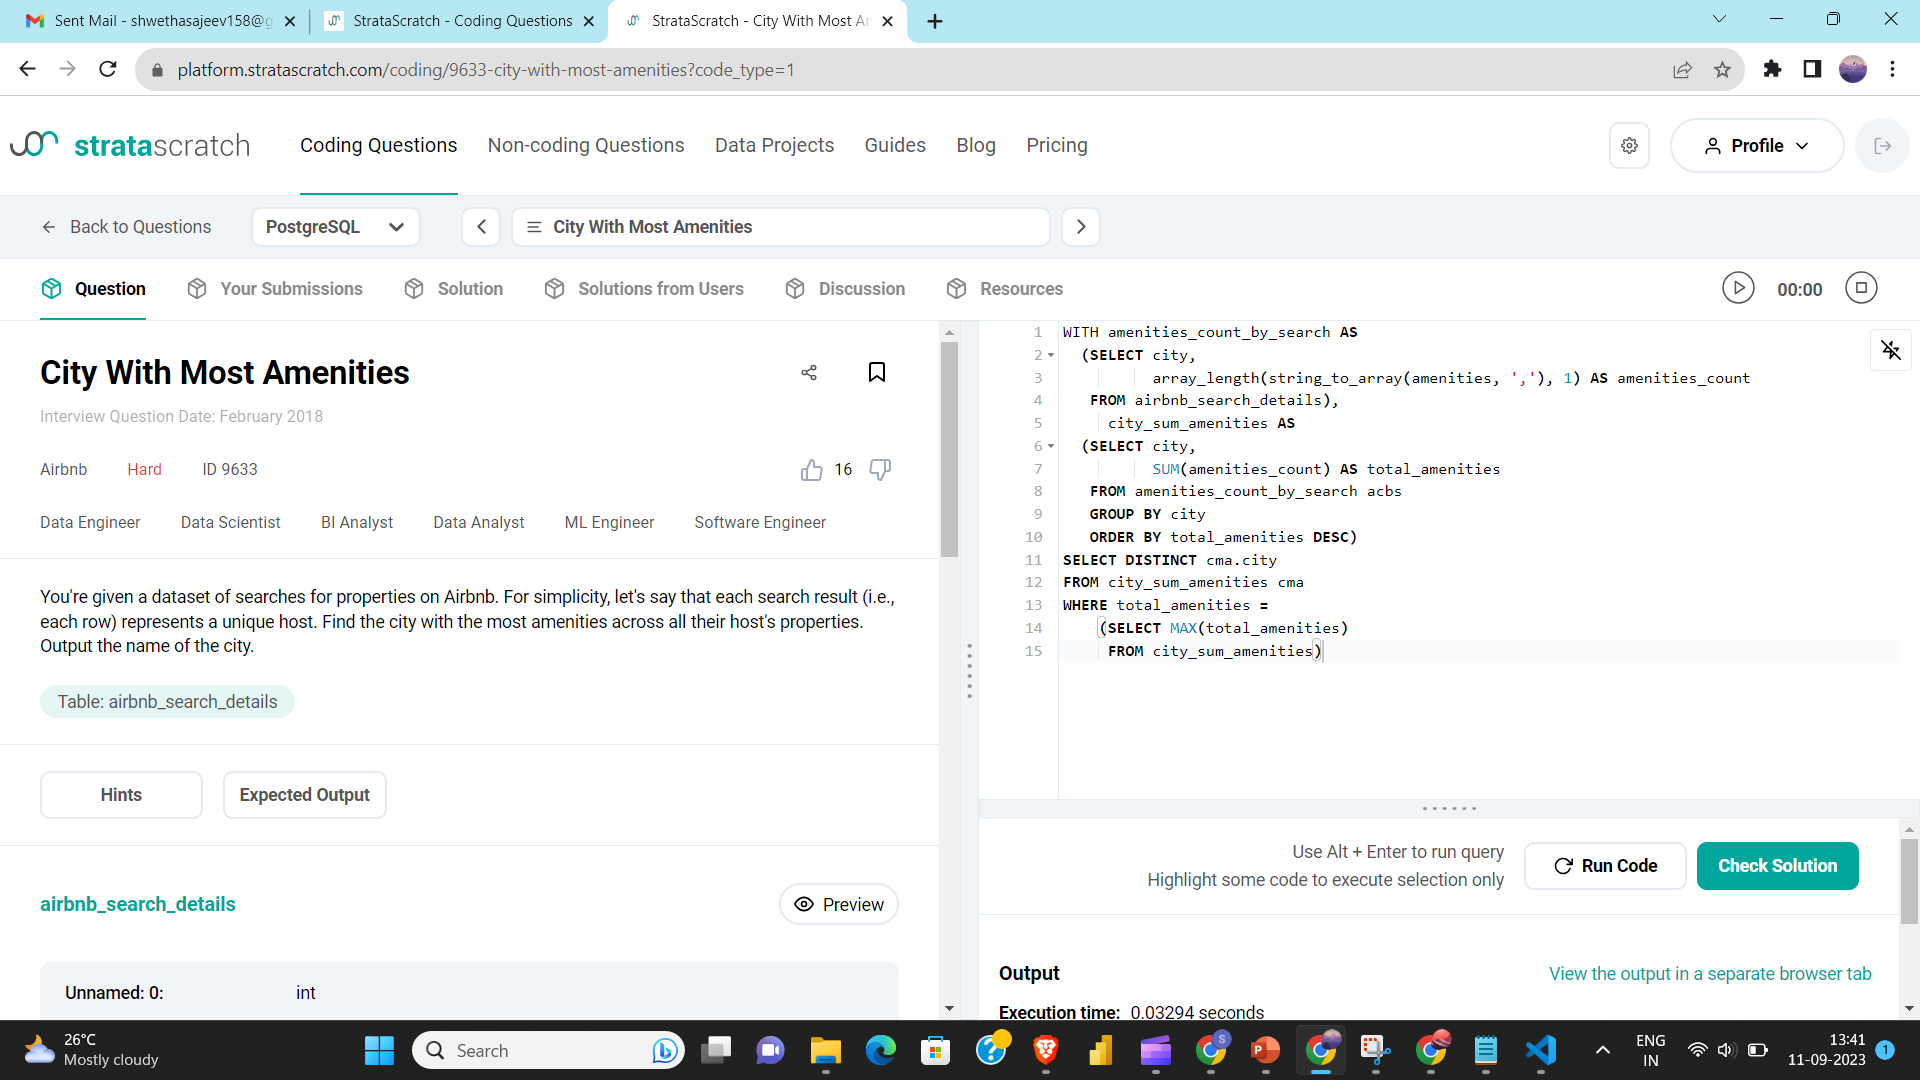 Sent Mail - shwethasajeev158@g
StrataScratch - Coding Questions
StrataScratch - City With Most Am
platform.stratascratch.com/coding/9633-city-with-most-amenities?code_type=1
stratascratch
Coding Questions
Non-coding Questions
Data Projects
Guides
Blog
Pricing
Profile
Back to Questions
PostgreSQL
City With Most Amenities
Question
Your Submissions
Solution
Solutions from Users
Discussion
Resources
00:00
City With Most Amenities
Interview Question Date: February 2018
Airbnb Hard ID 9633
16
Data Engineer Data Scientist BI Analyst Data Analyst ML Engineer Software Engineer
You're given a dataset of searches for properties on Airbnb. For simplicity, let's say that each search result (i.e.,
each row) represents a unique host. Find the city with the most amenities across all their host's properties.
Output the name of the city.
Table: airbnb_search_details
Hints
Expected Output
airbnb_search_details
Preview
Unnamed: 0: int
1 WITH amenities_count_by_search AS
2 (SELECT city,
3 array_length(string_to_array(amenities, ','), 1) AS amenities_count
4 FROM airbnb_search_details),
5 city_sum_amenities AS
6 (SELECT city,
7 SUM(amenities_count) AS total_amenities
8 FROM amenities_count_by_search acbs
9 GROUP BY city
10 ORDER BY total_amenities DESC)
11 SELECT DISTINCT cma.city
12 FROM city_sum_amenities cma
13 WHERE total_amenities =
14 (SELECT MAX(total_amenities)
15 FROM city_sum_amenities)
Use Alt + Enter to run query
Highlight some code to execute selection only
Run Code
Check Solution
Output
View the output in a separate browser tab
Execution time: 0.03294 seconds
26°C
Mostly cloudy
Search
ENG
IN
13:41
11-09-2023
1